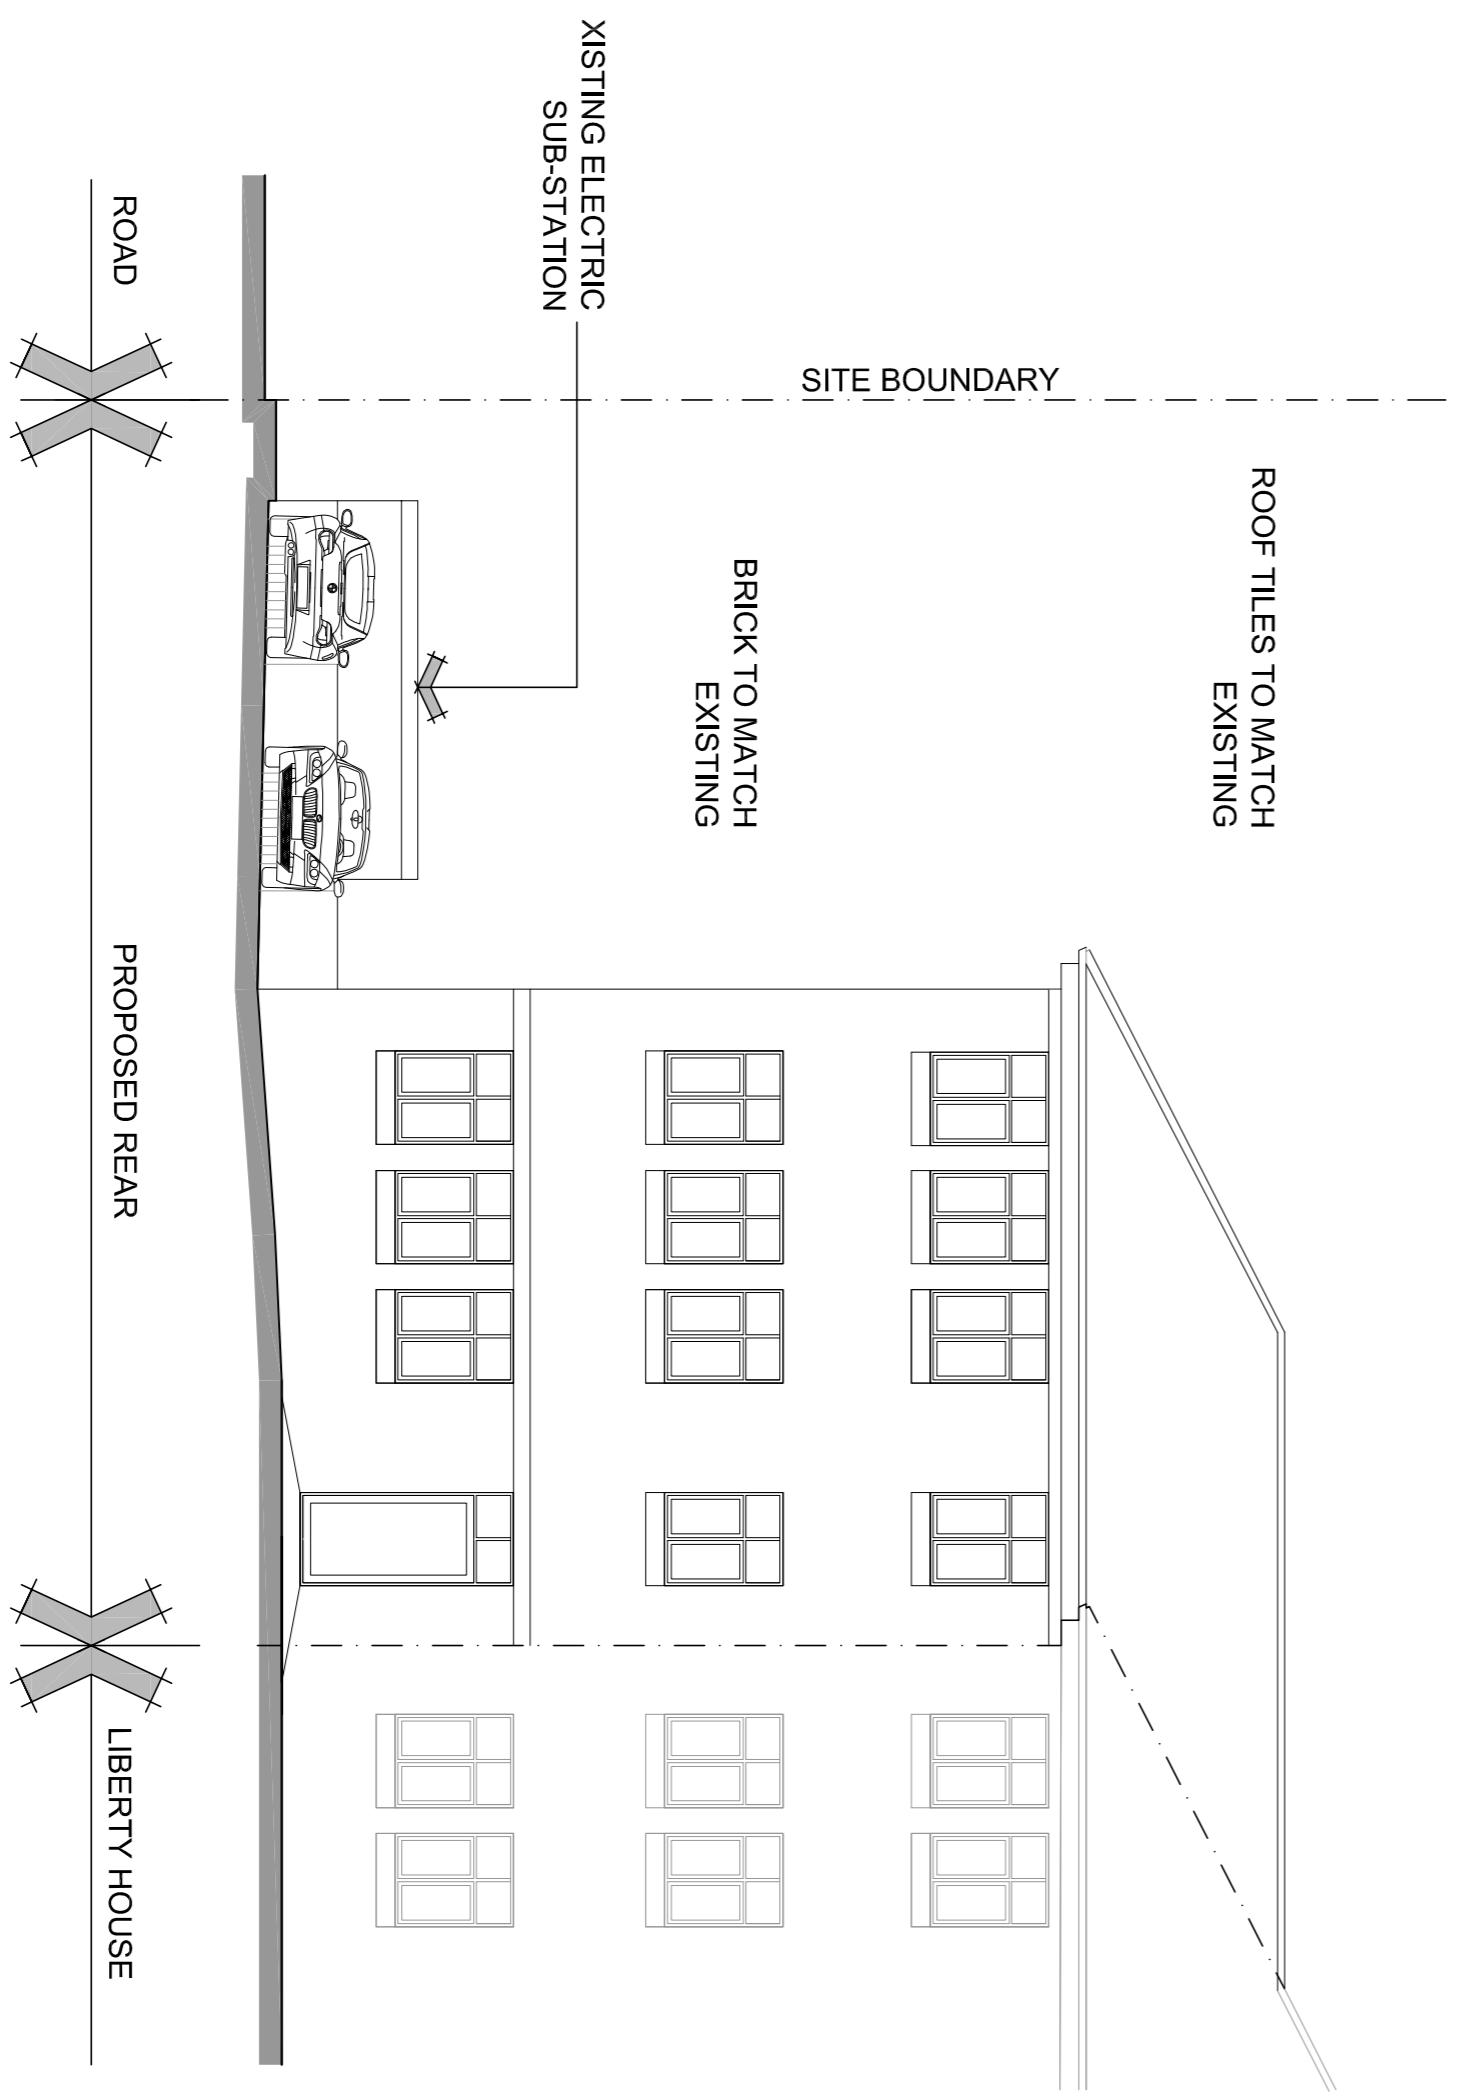 ROOF TILES TO MATCH
EXISTING
SITE BOUNDARY
BRICK TO MATCH
EXISTING
XISTING ELECTRIC
SUB-STATION
ROAD
PROPOSED REAR
LIBERTY HOUSE